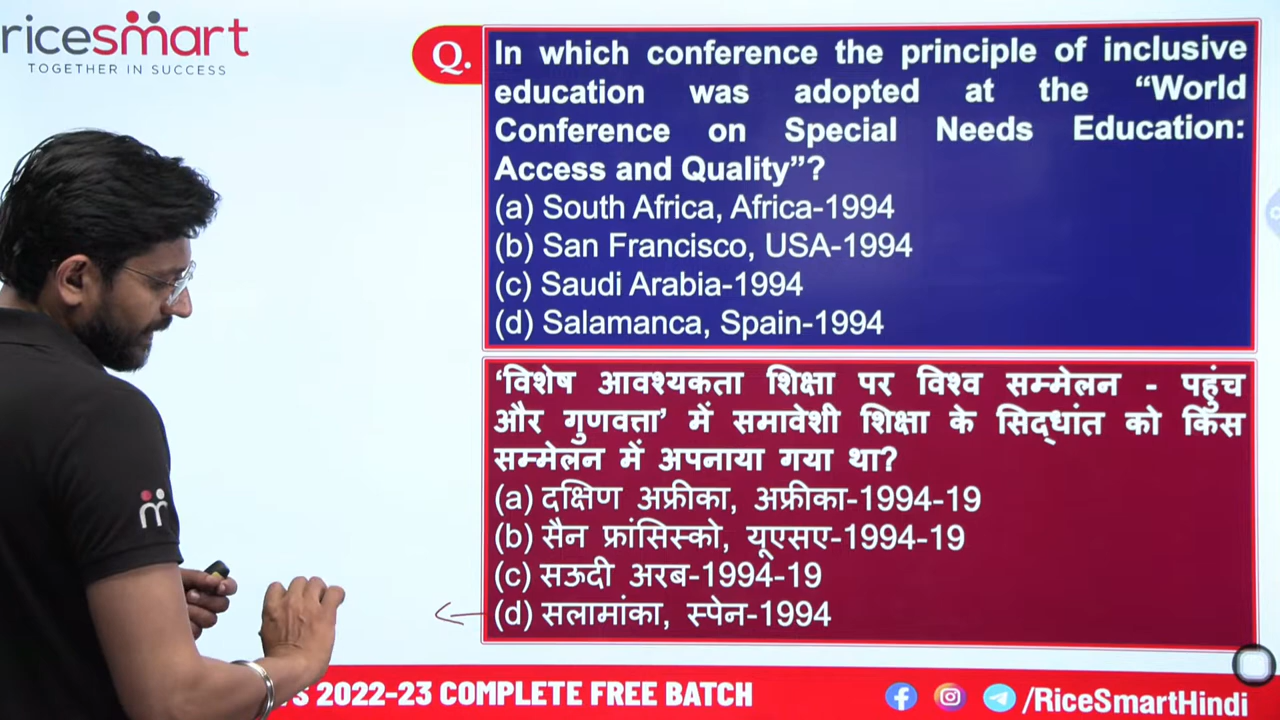 ricesmart
TOGETHER IN SUCCESS
Q.
In which conference the principle of inclusive
education was adopted at the “World
Conference on Special Needs Education:
Access and Quality”?
(a) South Africa, Africa-1994
(b) San Francisco, USA-1994
(c) Saudi Arabia-1994
(d) Salamanca, Spain-1994
‘विशेष आवश्यकता शिक्षा पर विश्व सम्मेलन - पहुंच
और गुणवत्ता’ में समावेशी शिक्षा के सिद्धांत को किस
सम्मेलन में अपनाया गया था?
(a) दक्षिण अफ्रीका, अफ्रीका-1994-19
(b) सैन फ्रांसिस्को, यूएसए-1994-19
(c) सऊदी अरब-1994-19
(d) सलामांका, स्पेन-1994
2022-23 COMPLETE FREE BATCH
/RiceSmartHindi